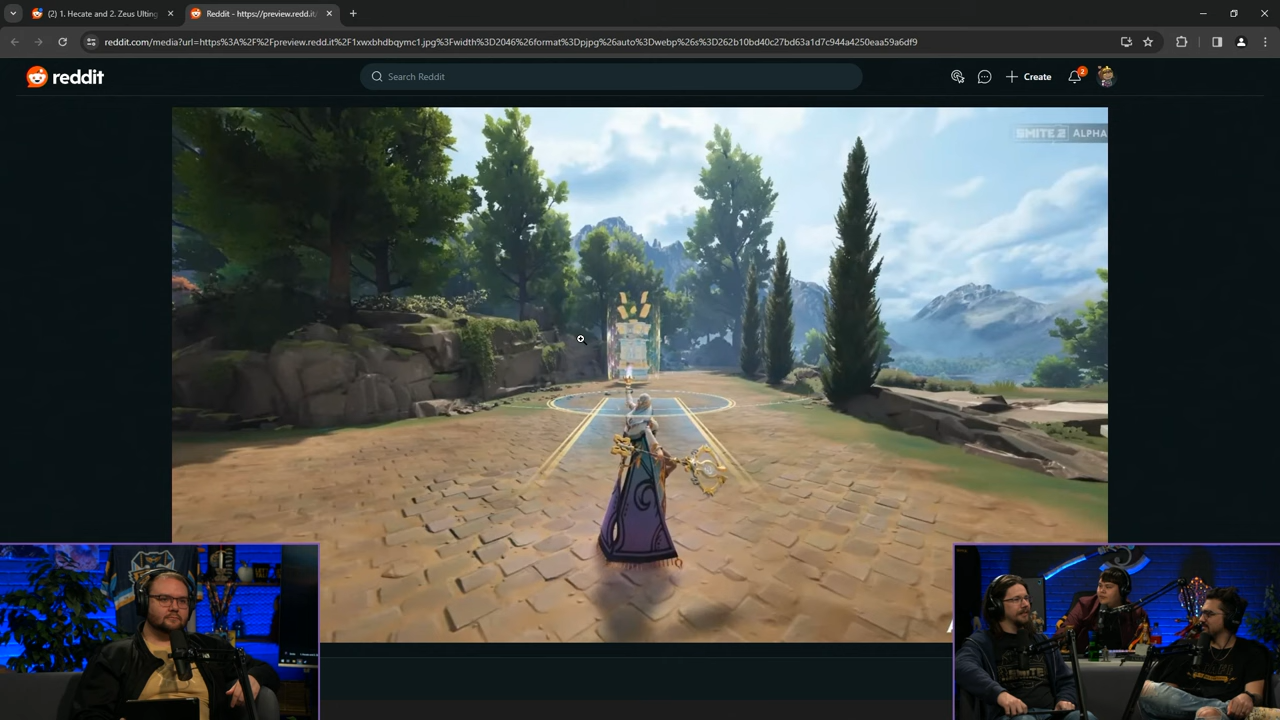 (2) 1. Hecate and 2. Zeus Ulting
Reddit - https://preview.redd.it/
reddit.com/media?url=https%3A%2F%2Fpreview.redd.it%2F1xwxbhdbqymc1.jpg%3Fwidth%3D2046%26format%3Dpjpg%26auto%3Dwebp%26s%3D262b10bd40c27bd63a1d7c944a4250eaa59a6df9
reddit
Search Reddit
Create
2
SMITE 2 ALPHA